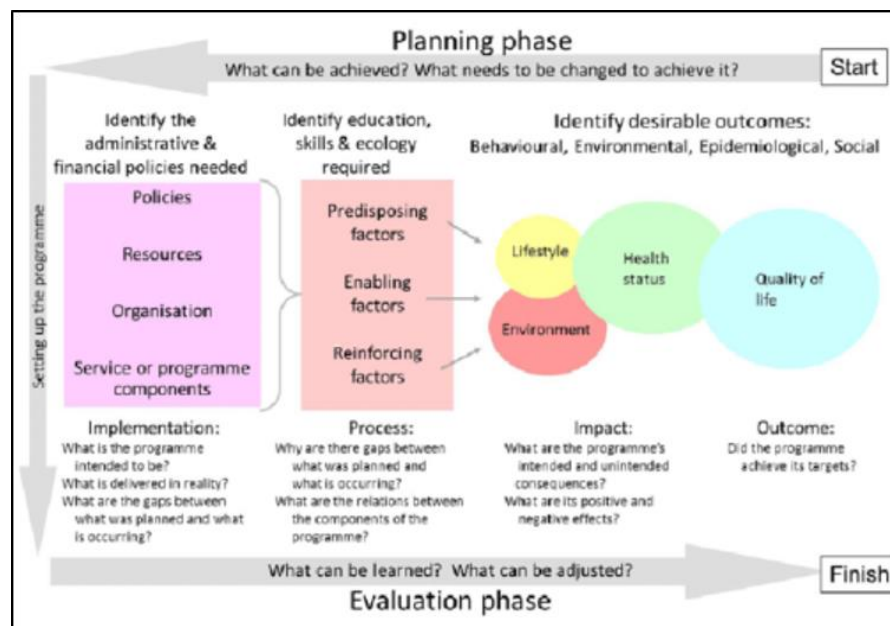 Planning phase
What can be achieved? What needs to be changed to achieve it?
Start
Identify the
administrative &
financial policies needed
Identify education,
skills & ecology
required
Identify desirable outcomes:
Behavioural, Environmental, Epidemiological, Social
Setting up the programme
Policies
Resources
Organisation
Service or programme
components
Predisposing
factors
Enabling
factors
Reinforcing
factors
Lifestyle
Environment
Health
status
Quality of
life
Implementation:
What is the programme
intended to be?
What is delivered in reality?
What are the gaps between
what was planned and what
is occurring?
Process:
Why are there gaps between
what was planned and
what is occurring?
What are the relations between
the components of the
programme?
Impact:
What are the programme's
intended and unintended
consequences?
What are its positive and
negative effects?
Outcome:
Did the programme
achieve its targets?
What can be learned? What can be adjusted?
Finish
Evaluation phase